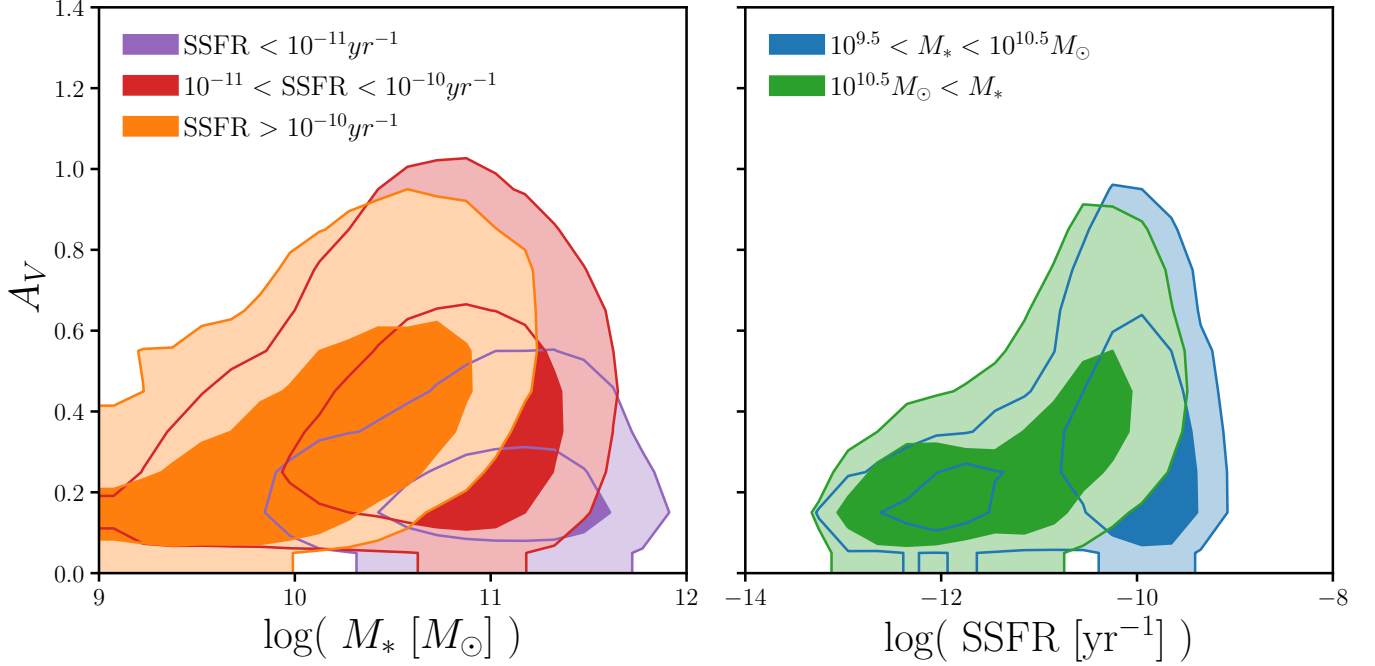 1.4
1.2
1.0
0.8
0.6
0.4
0.2
0.0
A_V
SSFR < 10^{-11}yr^{-1}
10^{-11} < SSFR < 10^{-10}yr^{-1}
SSFR > 10^{-10}yr^{-1}
9 10 11 12
log( M_* [M_⊙] )
10^{9.5} < M_* < 10^{10.5}M_⊙
10^{10.5}M_⊙ < M_*
−14 −12 −10 −8
log( SSFR [yr^{-1}] )